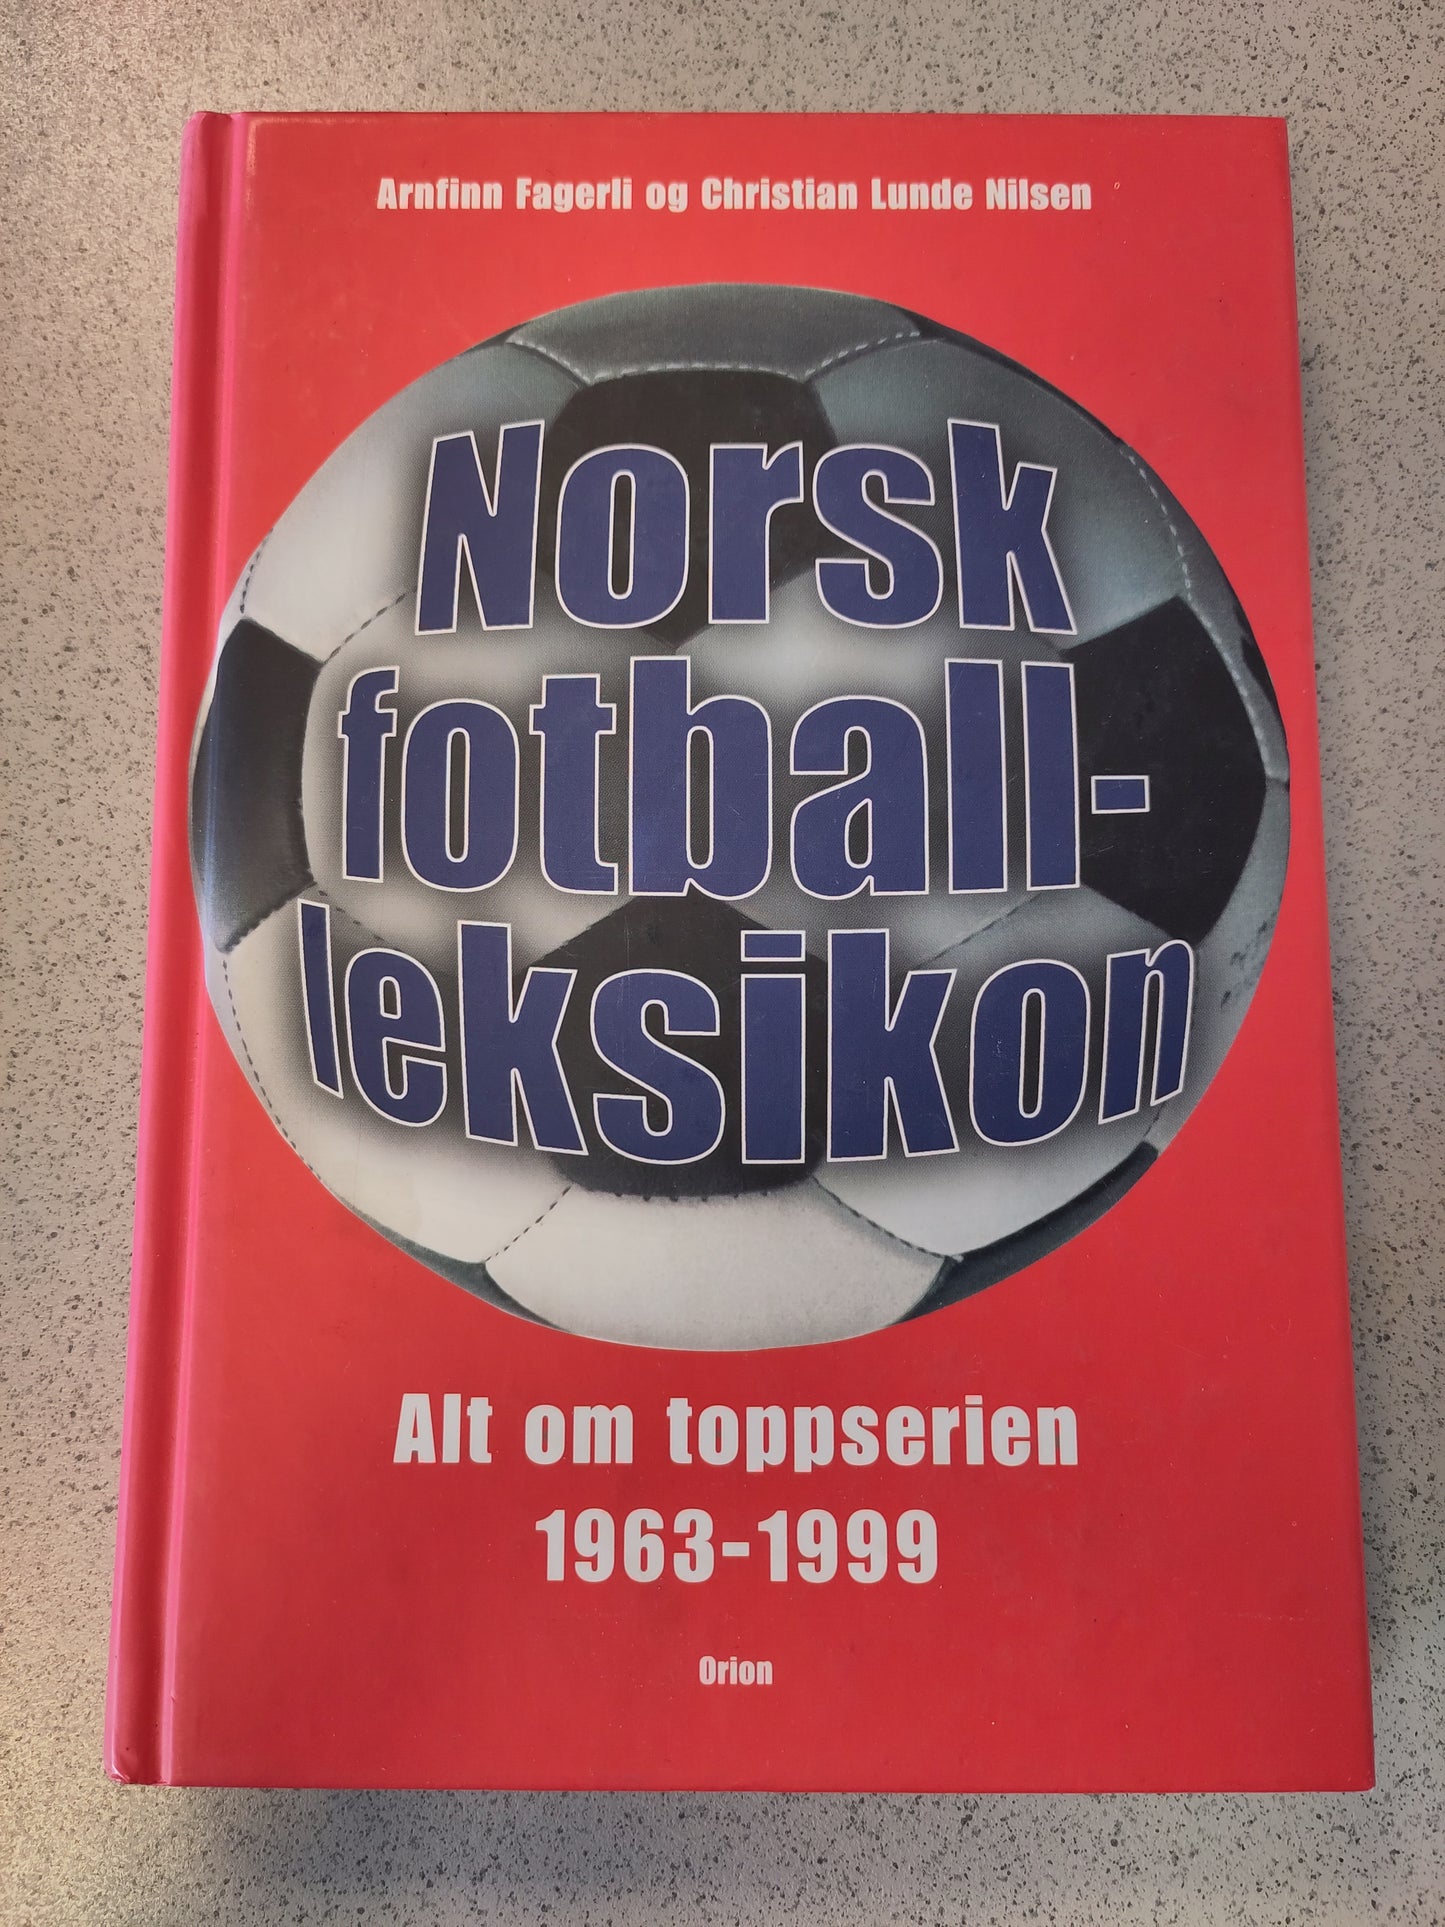 Arnfinn Fagerli og Christian Lunde Nilsen
Norsk
fotball-
leksikon
Alt om toppserien
1963-1999
Orion